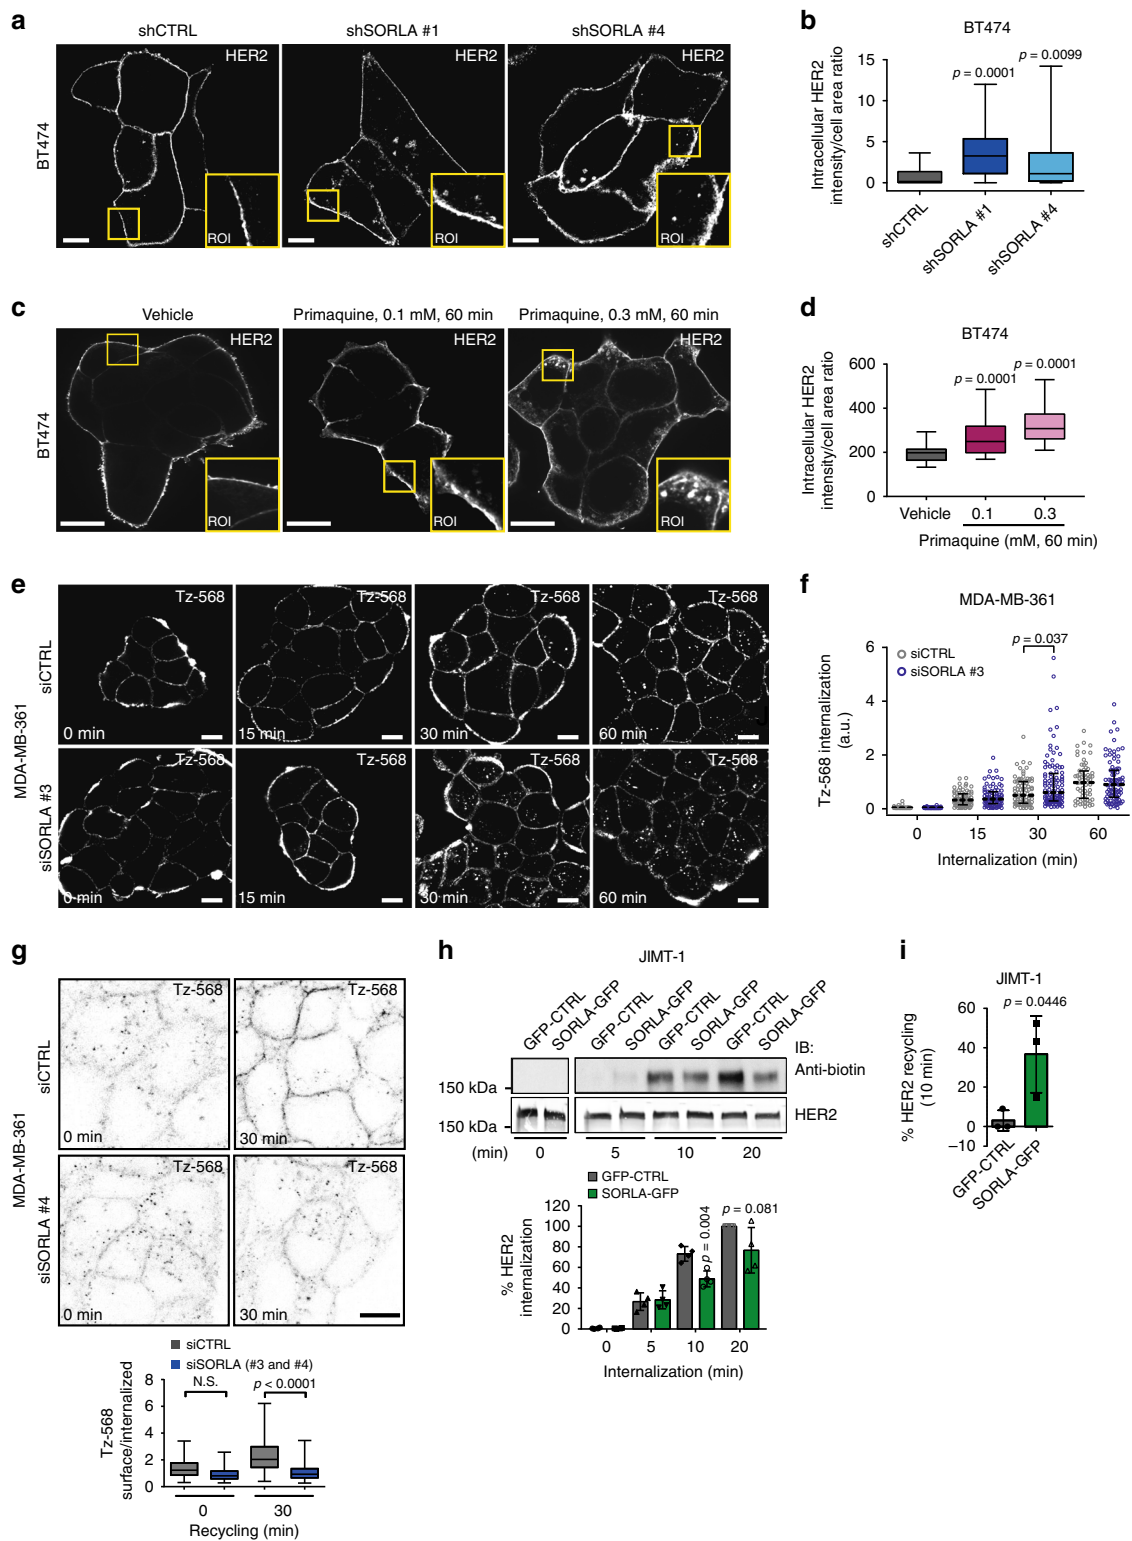 a
shCTRL
shSORLA #1
shSORLA #4
BT474
HER2
HER2
HER2
ROI
ROI
ROI
b
BT474
Intracellular HER2
intensity/cell area ratio
15
10
5
0
p = 0.0001
p = 0.0099
shCTRL
shSORLA #1
shSORLA #4
c
Vehicle
Primaquine, 0.1 mM, 60 min
Primaquine, 0.3 mM, 60 min
BT474
HER2
HER2
HER2
ROI
ROI
ROI
d
BT474
Intracellular HER2
intensity/cell area ratio
600
400
200
0
p = 0.0001
p = 0.0001
Vehicle
0.1
0.3
Primaquine (mM, 60 min)
e
MDA-MB-361
siCTRL
Tz-568
Tz-568
Tz-568
Tz-568
0 min
15 min
30 min
60 min
siSORLA #3
Tz-568
Tz-568
Tz-568
Tz-568
0 min
15 min
30 min
60 min
f
MDA-MB-361
siCTRL
siSORLA #3
p = 0.037
Tz-568 internalization
(a.u.)
6
4
2
0
0
15
30
60
Internalization (min)
g
MDA-MB-361
siCTRL
Tz-568
Tz-568
0 min
30 min
siSORLA #4
Tz-568
Tz-568
0 min
30 min
siCTRL
siSORLA (#3 and #4)
Tz-568
surface/internalized
8
6
4
2
0
N.S.
p < 0.0001
0
30
Recycling (min)
h
JIMT-1
GFP-CTRL
SORLA-GFP
GFP-CTRL
SORLA-GFP
GFP-CTRL
SORLA-GFP
GFP-CTRL
SORLA-GFP
IB:
Anti-biotin
150 kDa
HER2
150 kDa
(min)
0
5
10
20
GFP-CTRL
SORLA-GFP
% HER2
internalization
120
100
80
60
40
20
0
p = 0.004
p = 0.081
0
5
10
20
Internalization (min)
i
JIMT-1
% HER2 recycling
(10 min)
60
40
20
0
−10
p = 0.0446
GFP-CTRL
SORLA-GFP